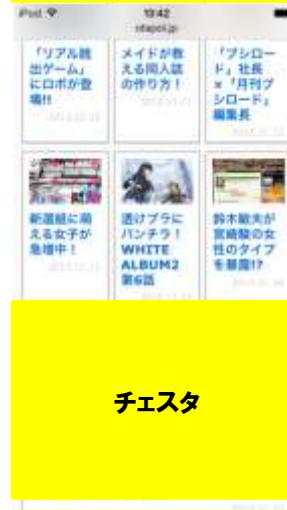 iPod
13:42
otapol.jp
「リアル脱
出ゲーム」
にロボが登
場!!
メイドが教
える同人誌
の作り方!
「ブシロー
ド」社長
×『月刊ブ
シロード』
編集長
新選組に萌
える女子が
急増中!
透けブラに
パンチラ!
WHITE
ALBUM2
第6話
鈴木敏夫が
宮崎駿の女
性のタイプ
を暴露!?
チェスタ